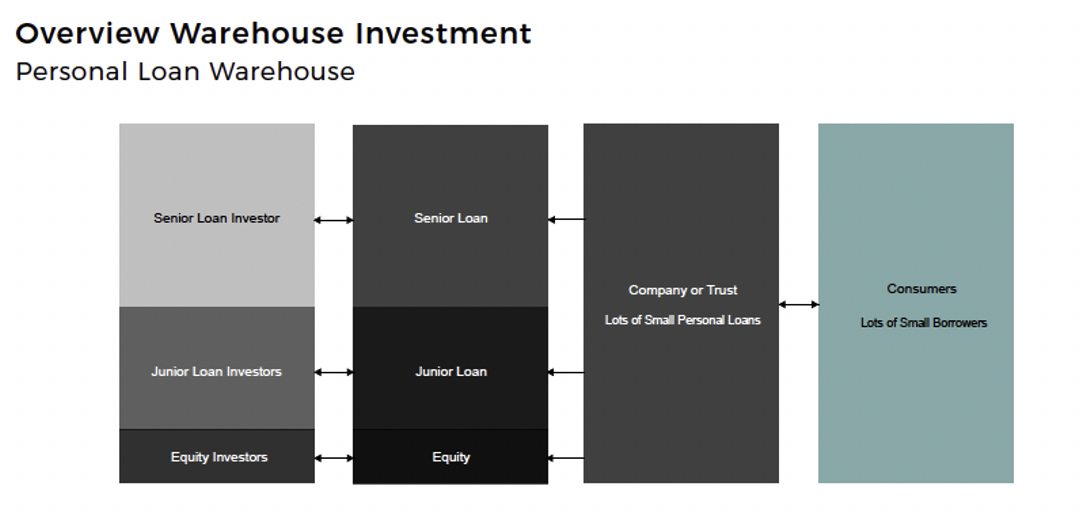 Overview Warehouse Investment
Personal Loan Warehouse
Senior Loan Investor
Senior Loan
Company or Trust
Lots of Small Personal Loans
Consumers
Lots of Small Borrowers
Junior Loan Investors
Junior Loan
Equity Investors
Equity